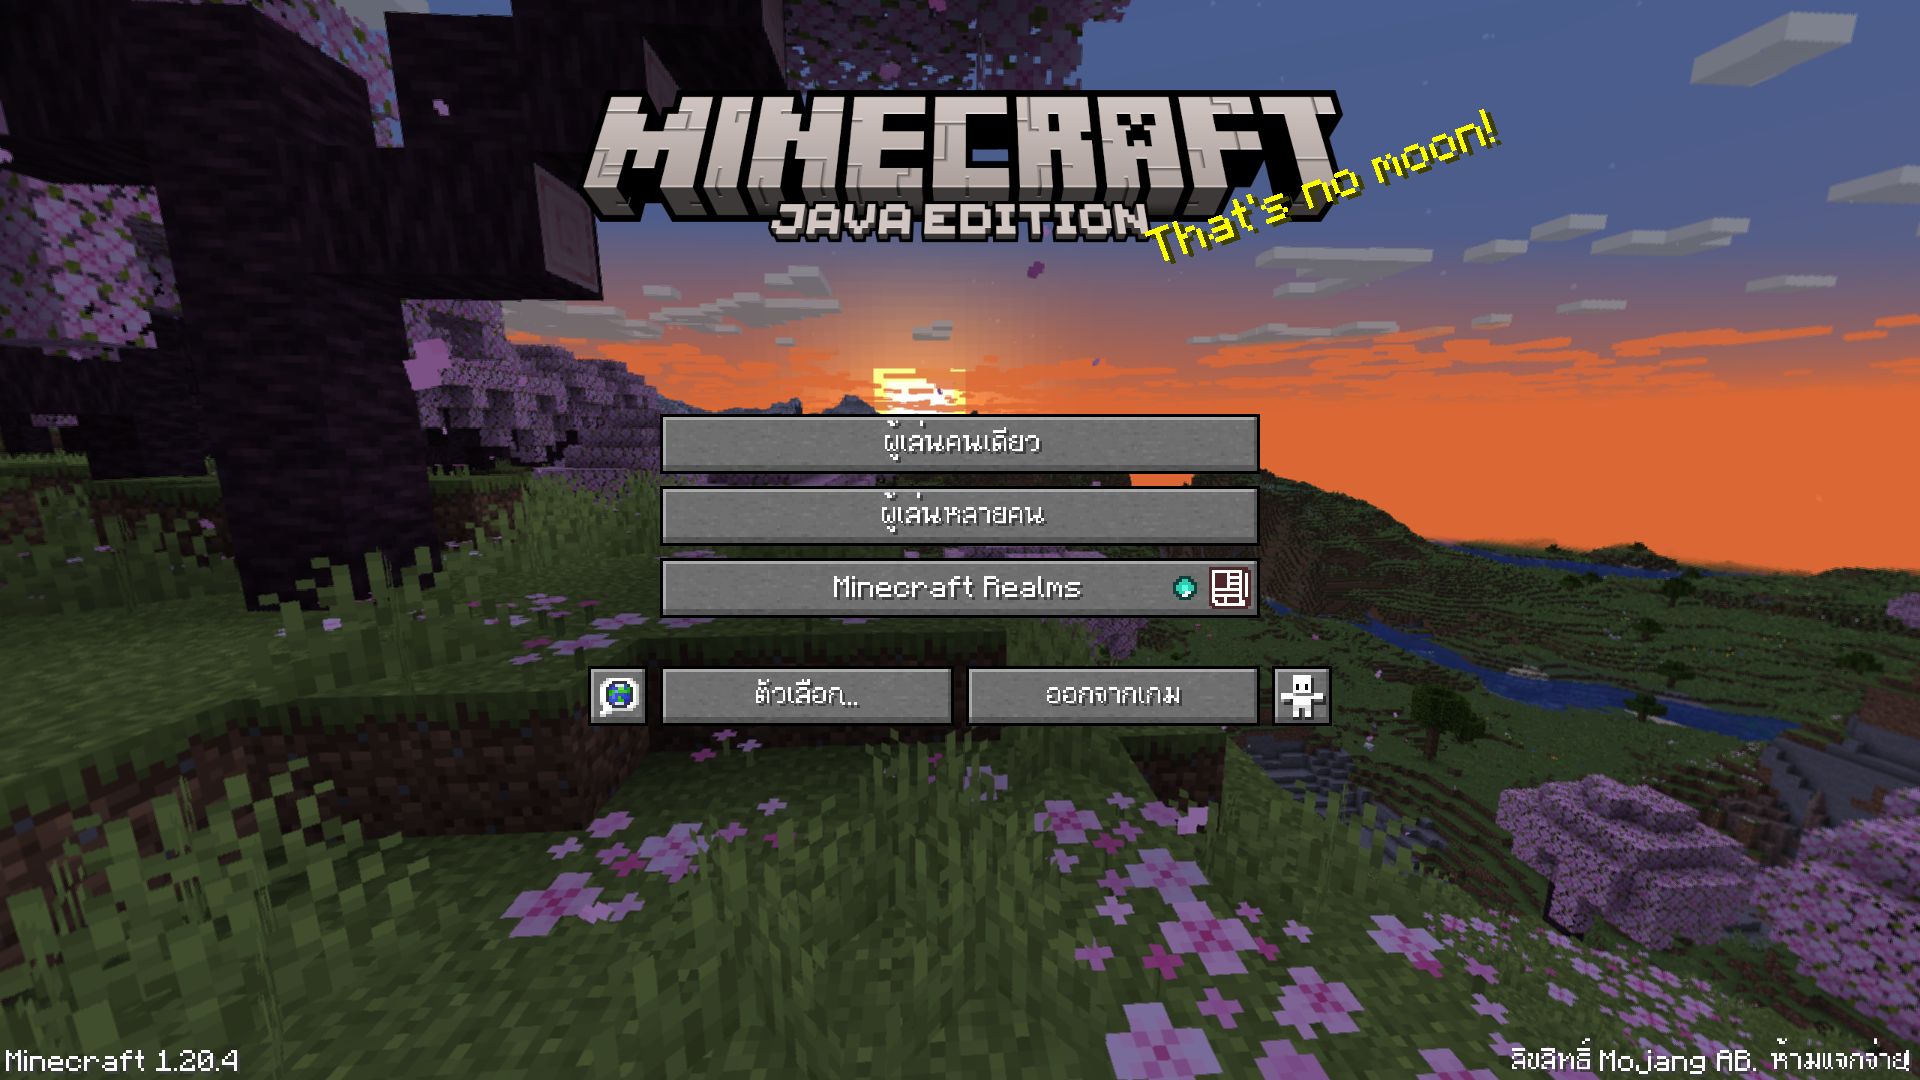 MINECRAFT
JAVA EDITION
That's no moon!
ผู้เล่นคนเดียว
ผู้เล่นหลายคน
Minecraft Realms
ตัวเลือก...
ออกจากเกม
Minecraft 1.20.4
ลิขสิทธิ์ Mojang AB. ห้ามแจกจ่าย!